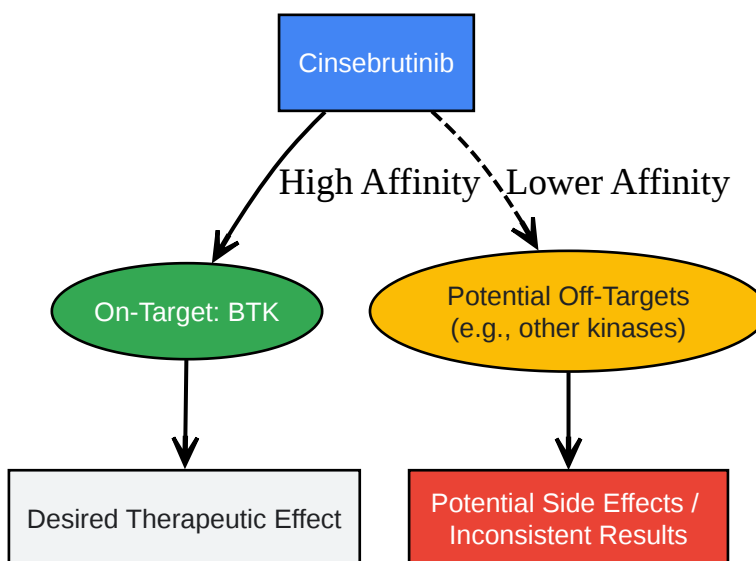 Cinsebrutinib
High Affinity
Lower Affinity
On-Target: BTK
Potential Off-Targets
(e.g., other kinases)
Desired Therapeutic Effect
Potential Side Effects /
Inconsistent Results